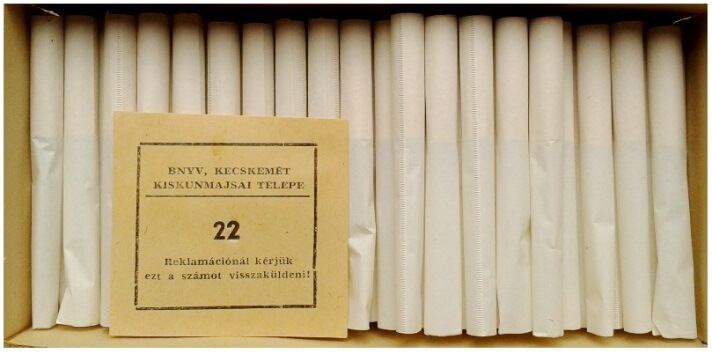 BNYV, KECSKEMÉT
KISKUNMAJSAI TELEPE
22
Reklamációnál kérjük
ezt a számot visszaküldeni!